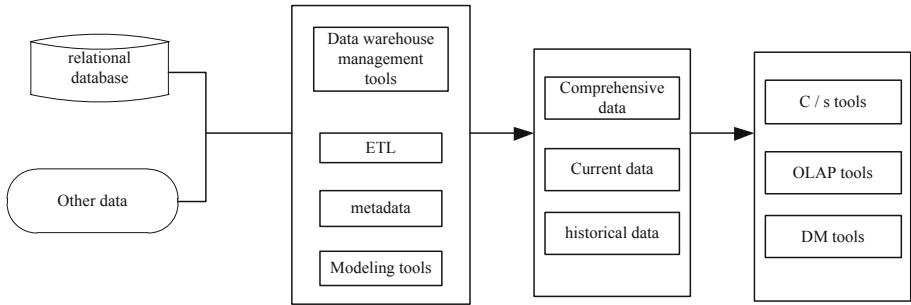 relational
database
Other data
Data warehouse
management
tools
ETL
metadata
Modeling tools
Comprehensive
data
Current data
historical data
C / s tools
OLAP tools
DM tools